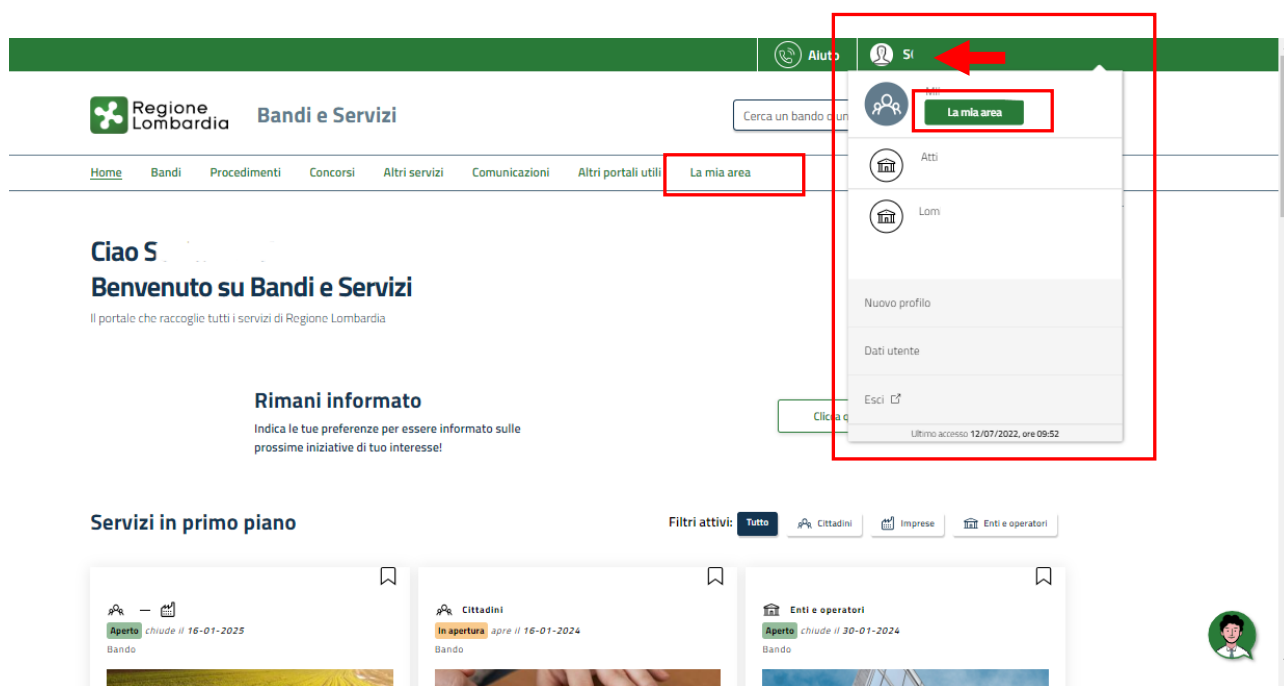 Aiuto
Regione
Lombardia
Bandi e Servizi
Cerca un bando o un
La mia area
Atti
Lom
Home Bandi Procedimenti Concorsi Altri servizi Comunicazioni Altri portali utili La mia area
Ciao S
Benvenuto su Bandi e Servizi
Il portale che raccoglie tutti i servizi di Regione Lombardia
Nuovo profilo
Dati utente
Esci
Ultimo accesso 12/07/2022, ore 09:52
Rimani informato
Indica le tue preferenze per essere informato sulle
prossime iniziative di tuo interesse!
Clicca q
Servizi in primo piano
Filtri attivi: Tutto Cittadini Imprese Enti e operatori
Aperto chiude il 16-01-2025
Bando
Cittadini
In apertura apre il 16-01-2024
Bando
Enti e operatori
Aperto chiude il 30-01-2024
Bando